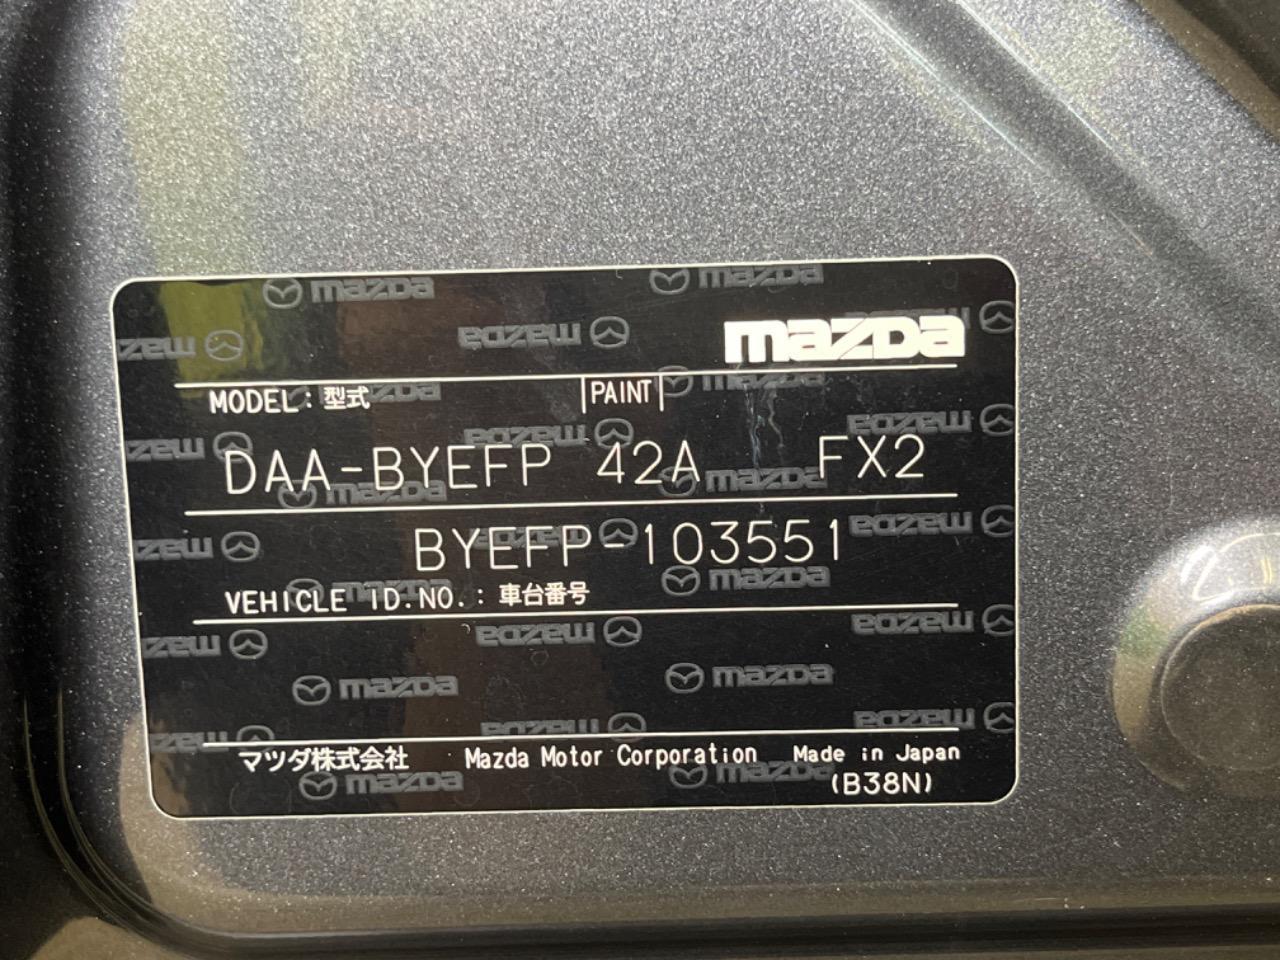 mazda
MODEL: 型式 PAINT
DAA-BYEFP 42A FX2
BYEFP-103551
VEHICLE ID.NO.: 車台番号
マツダ株式会社 Mazda Motor Corporation Made in Japan
(B38N)